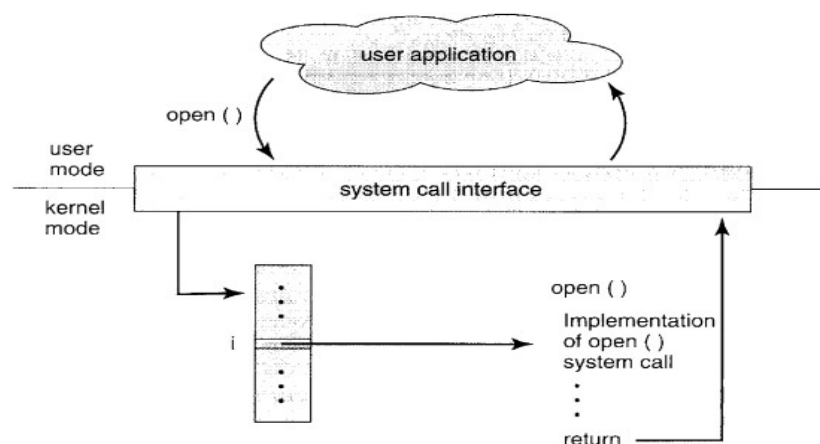 user application
open ( )
user
mode
system call interface
kernel
mode
open ( )
Implementation
of open ( )
system call
i
return